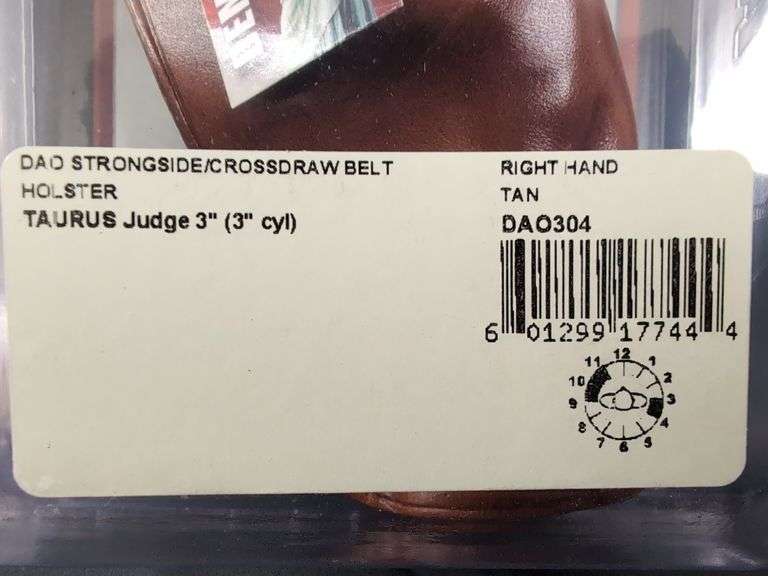 BEN
DAO STRONGSIDE/CROSSDRAW BELT
HOLSTER
TAURUS Judge 3" (3" cyl)
RIGHT HAND
TAN
DAO304
6 01299 17744 4
12
1
2
3
4
5
6
7
8
9
10
11